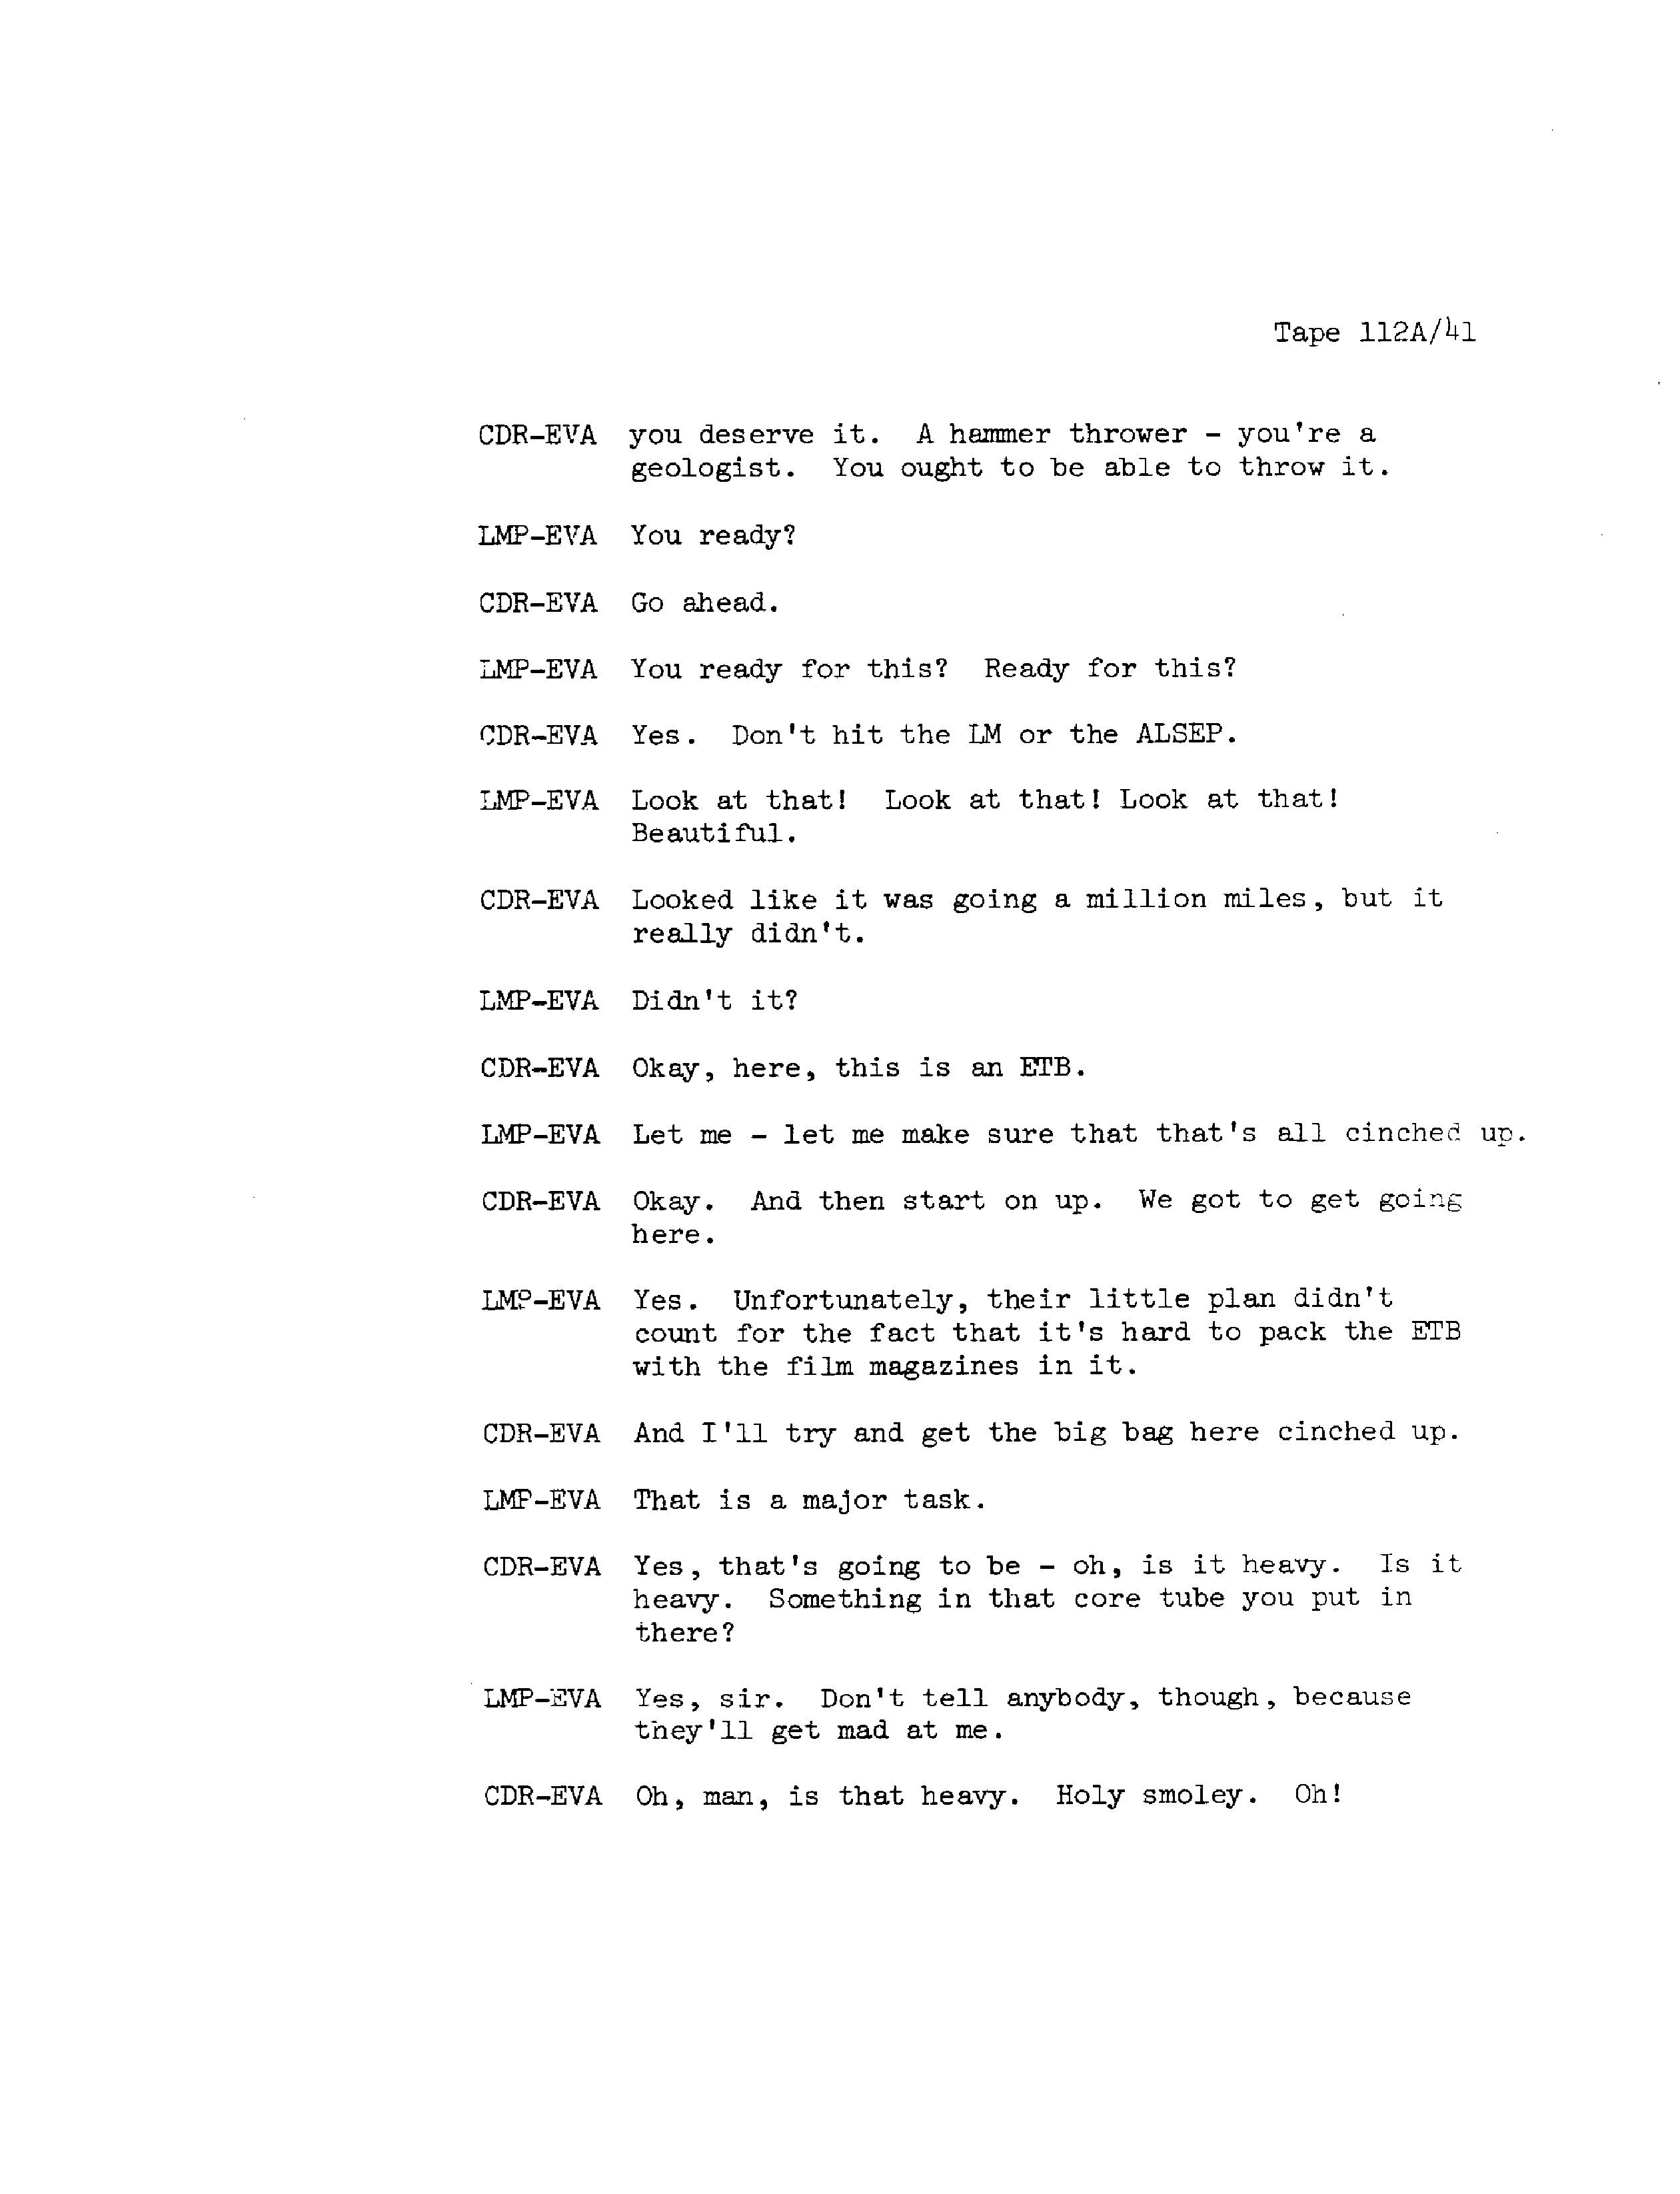 Tape 112A/41
CDR-EVA you deserve it. A hammer thrower - you're a
geologist. You ought to be able to throw it.
LMP-EVA You ready?
CDR-EVA Go ahead.
LMP-EVA You ready for this? Ready for this?
CDR-EVA Yes. Don't hit the LM or the ALSEP.
LMP-EVA Look at that! Look at that! Look at that!
Beautiful.
CDR-EVA Looked like it was going a million miles, but it
really didn't.
LMP-EVA Didn't it?
CDR-EVA Okay, here, this is an ETB.
LMP-EVA Let me - let me make sure that that's all cinched up.
CDR-EVA Okay. And then start on up. We got to get going
here.
LMP-EVA Yes. Unfortunately, their little plan didn't
count for the fact that it's hard to pack the ETB
with the film magazines in it.
CDR-EVA And I'll try and get the big bag here cinched up.
LMP-EVA That is a major task.
CDR-EVA Yes, that's going to be - oh, is it heavy. Is it
heavy. Something in that core tube you put in
there?
LMP-EVA Yes, sir. Don't tell anybody, though, because
they'll get mad at me.
CDR-EVA Oh, man, is that heavy. Holy smoley. Oh!